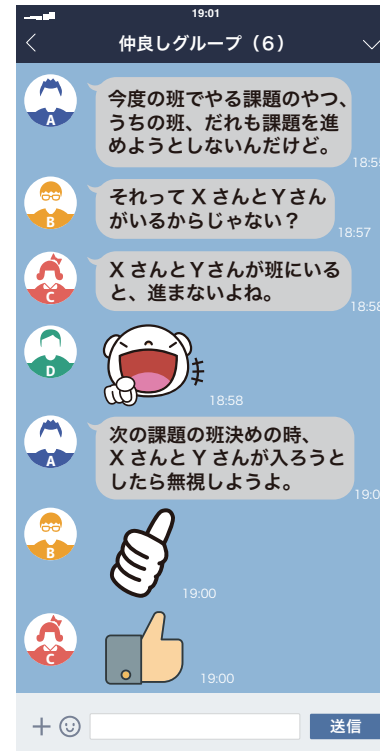 19:01
仲良しグループ（6）
A
今度の班でやる課題のやつ、
うちの班、だれも課題を進
めようとしないんだけど。
18:5
B
それって X さんと Y さん
がいるからじゃない？
18:57
C
X さんと Y さんが班にいる
と、進まないよね。
18:58
D
18:58
A
次の課題の班決めの時、
X さんと Y さんが入ろうと
したら無視しようよ。
19:0
B
19:00
C
19:00
送信